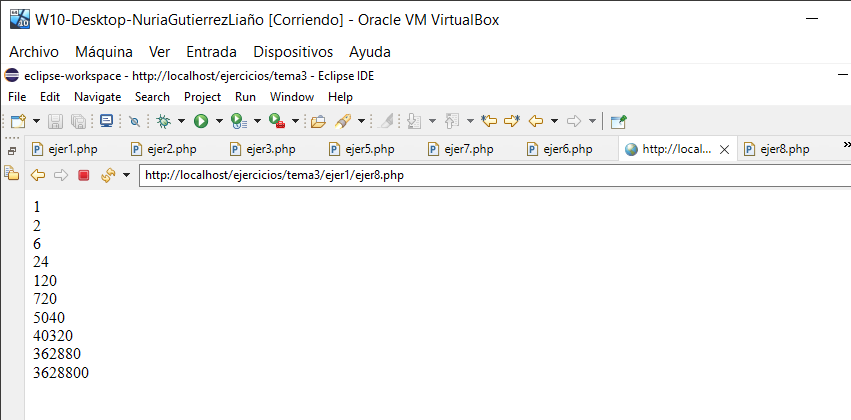 W10-Desktop-NuriaGutierrezLiaño [Corriendo] - Oracle VM VirtualBox
Archivo Máquina Ver Entrada Dispositivos Ayuda
eclipse-workspace - http://localhost/ejercicios/tema3 - Eclipse IDE
File Edit Navigate Search Project Run Window Help
ejer1.php ejer2.php ejer3.php ejer5.php ejer7.php ejer6.php http://local... ejer8.php
http://localhost/ejercicios/tema3/ejer1/ejer8.php
1
2
6
24
120
720
5040
40320
362880
3628800